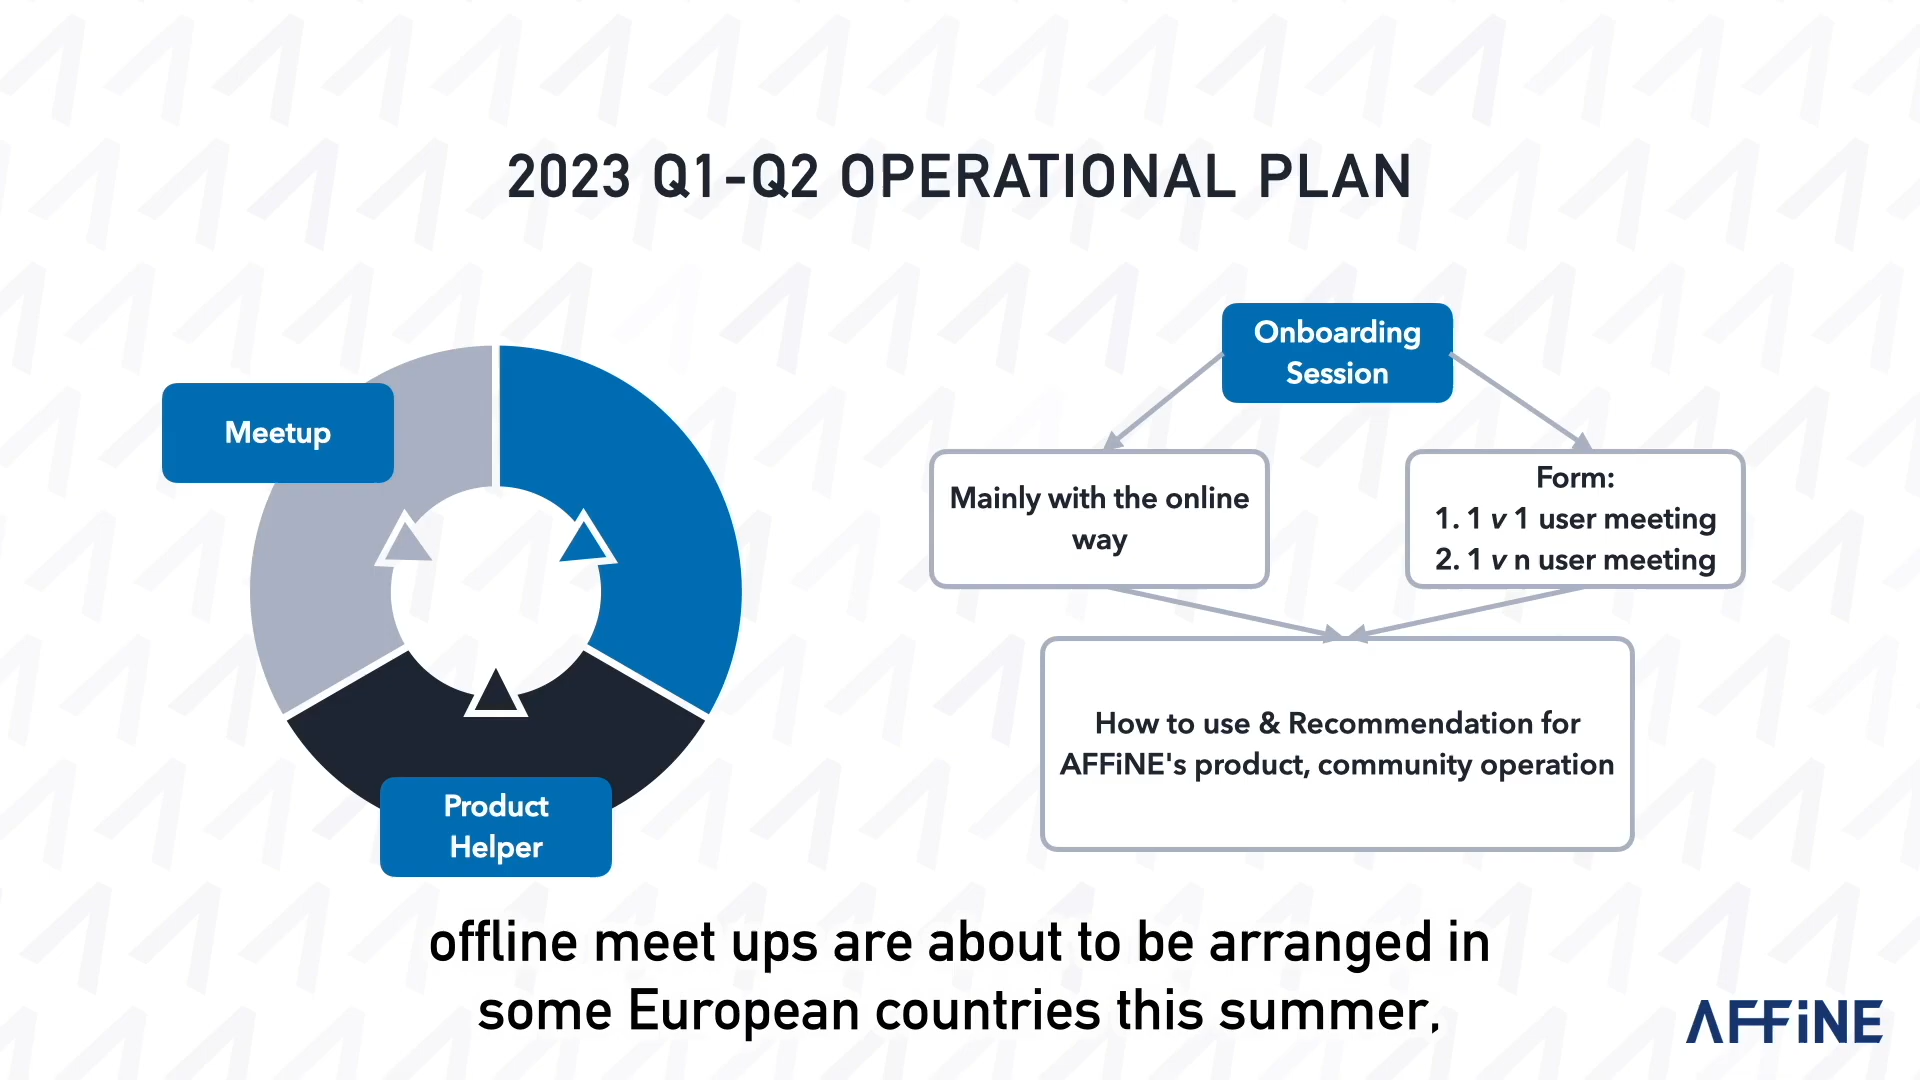 2023 Q1-Q2 OPERATIONAL PLAN
Meetup
Product
Helper
Onboarding
Session
Mainly with the online
way
Form:
1. 1 v 1 user meeting
2. 1 v n user meeting
How to use & Recommendation for
AFFiNE's product, community operation
offline meet ups are about to be arranged in
some European countries this summer,
AFFiNE